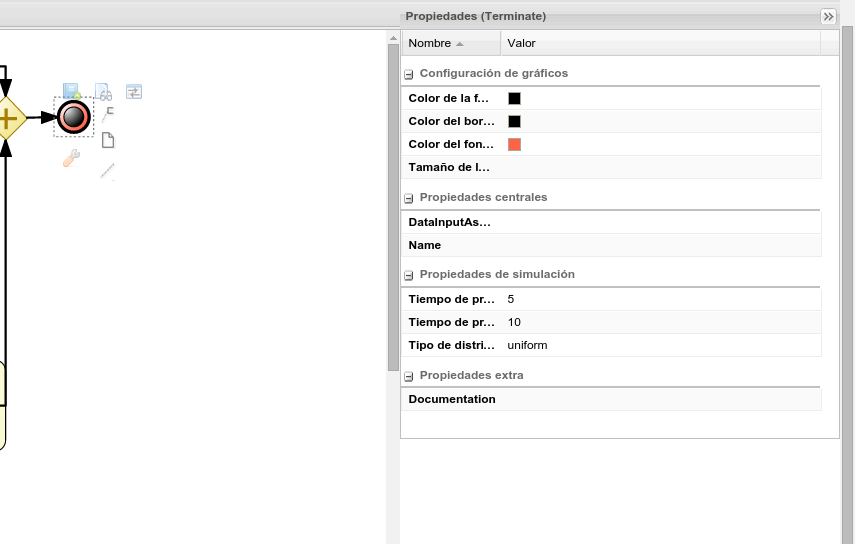 Propiedades (Terminate)
Nombre Valor
Configuración de gráficos
Color de la f...
Color del bor...
Color del fon...
Tamaño de l...
Propiedades centrales
DataInputAs...
Name
Propiedades de simulación
Tiempo de pr... 5
Tiempo de pr... 10
Tipo de distri... uniform
Propiedades extra
Documentation